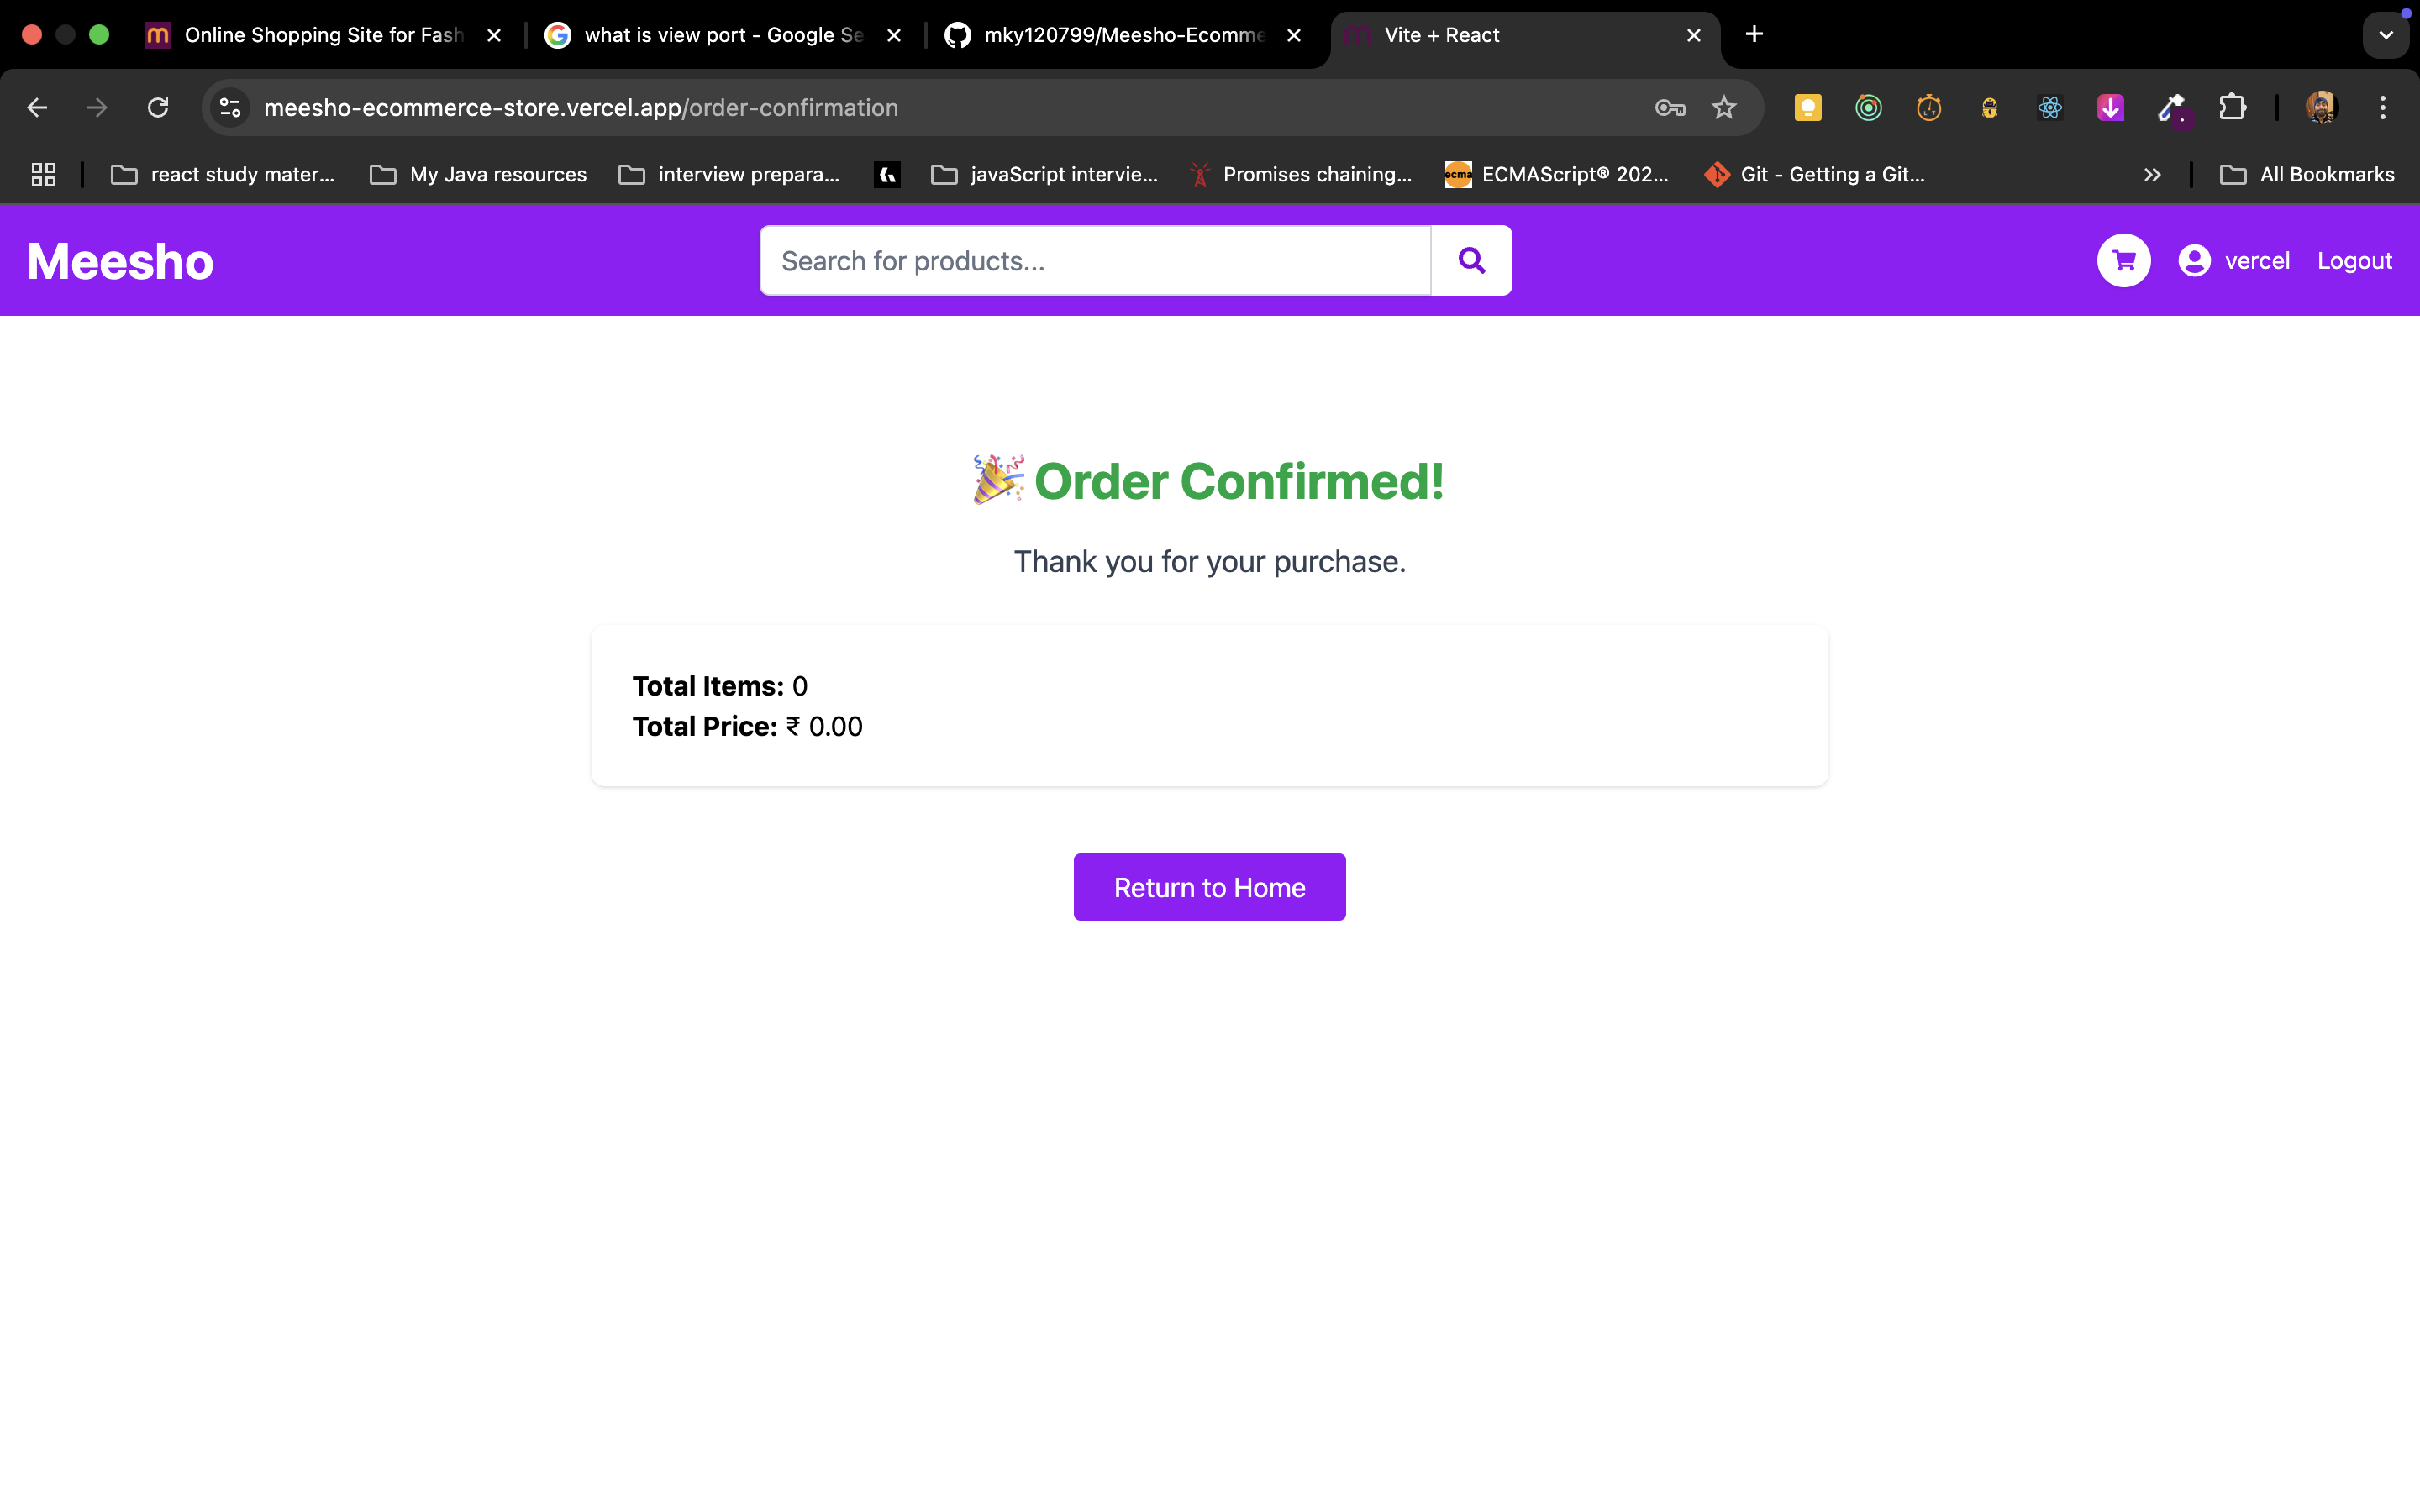 Online Shopping Site for Fash
what is view port - Google Se
mky120799/Meesho-Ecomme
Vite + React
meesho-ecommerce-store.vercel.app/order-confirmation
react study mater...
My Java resources
interview prepara...
javaScript intervie...
Promises chaining...
ecma
ECMAScript® 202...
Git - Getting a Git...
All Bookmarks
Meesho
Search for products...
vercel
Logout
Order Confirmed!
Thank you for your purchase.
Total Items: 0
Total Price: ₹ 0.00
Return to Home